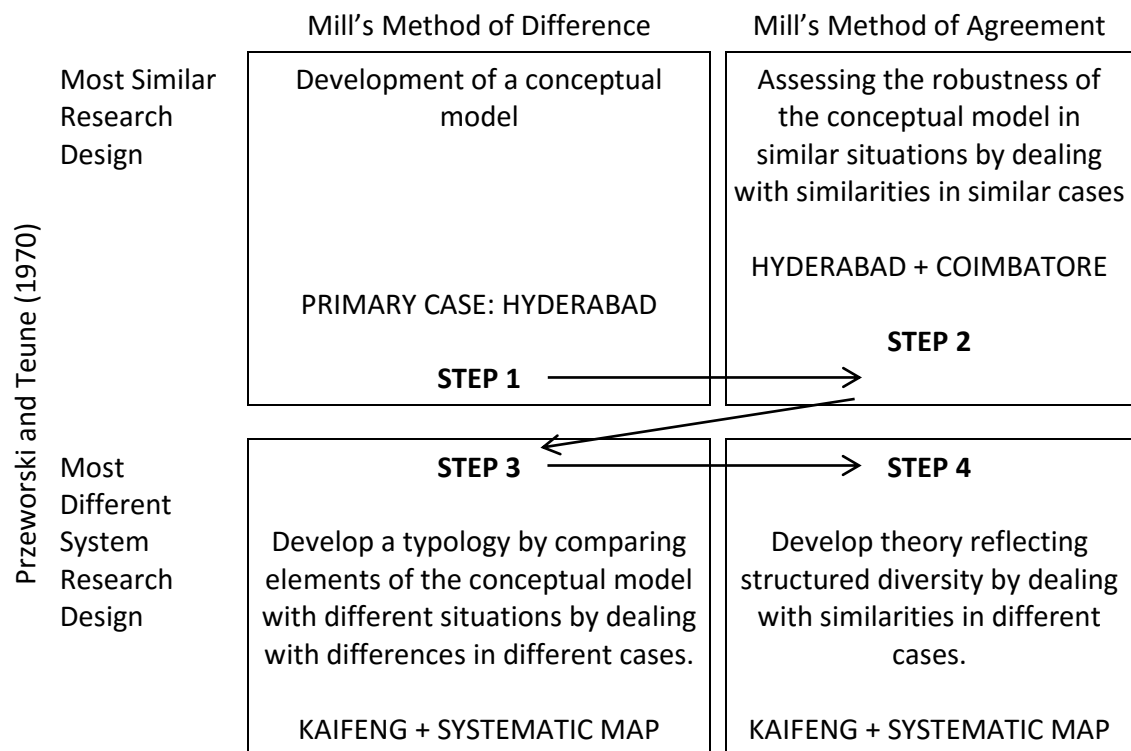 Mill’s Method of Difference
Mill’s Method of Agreement
Przeworski and Teune (1970)
Most Similar
Research
Design
Development of a conceptual
model
PRIMARY CASE: HYDERABAD
STEP 1
Assessing the robustness of
the conceptual model in
similar situations by dealing
with similarities in similar cases
HYDERABAD + COIMBATORE
STEP 2
Most
Different
System
Research
Design
STEP 3
Develop a typology by comparing
elements of the conceptual model
with different situations by dealing
with differences in different cases.
KAIFENG + SYSTEMATIC MAP
STEP 4
Develop theory reflecting
structured diversity by dealing
with similarities in different
cases.
KAIFENG + SYSTEMATIC MAP